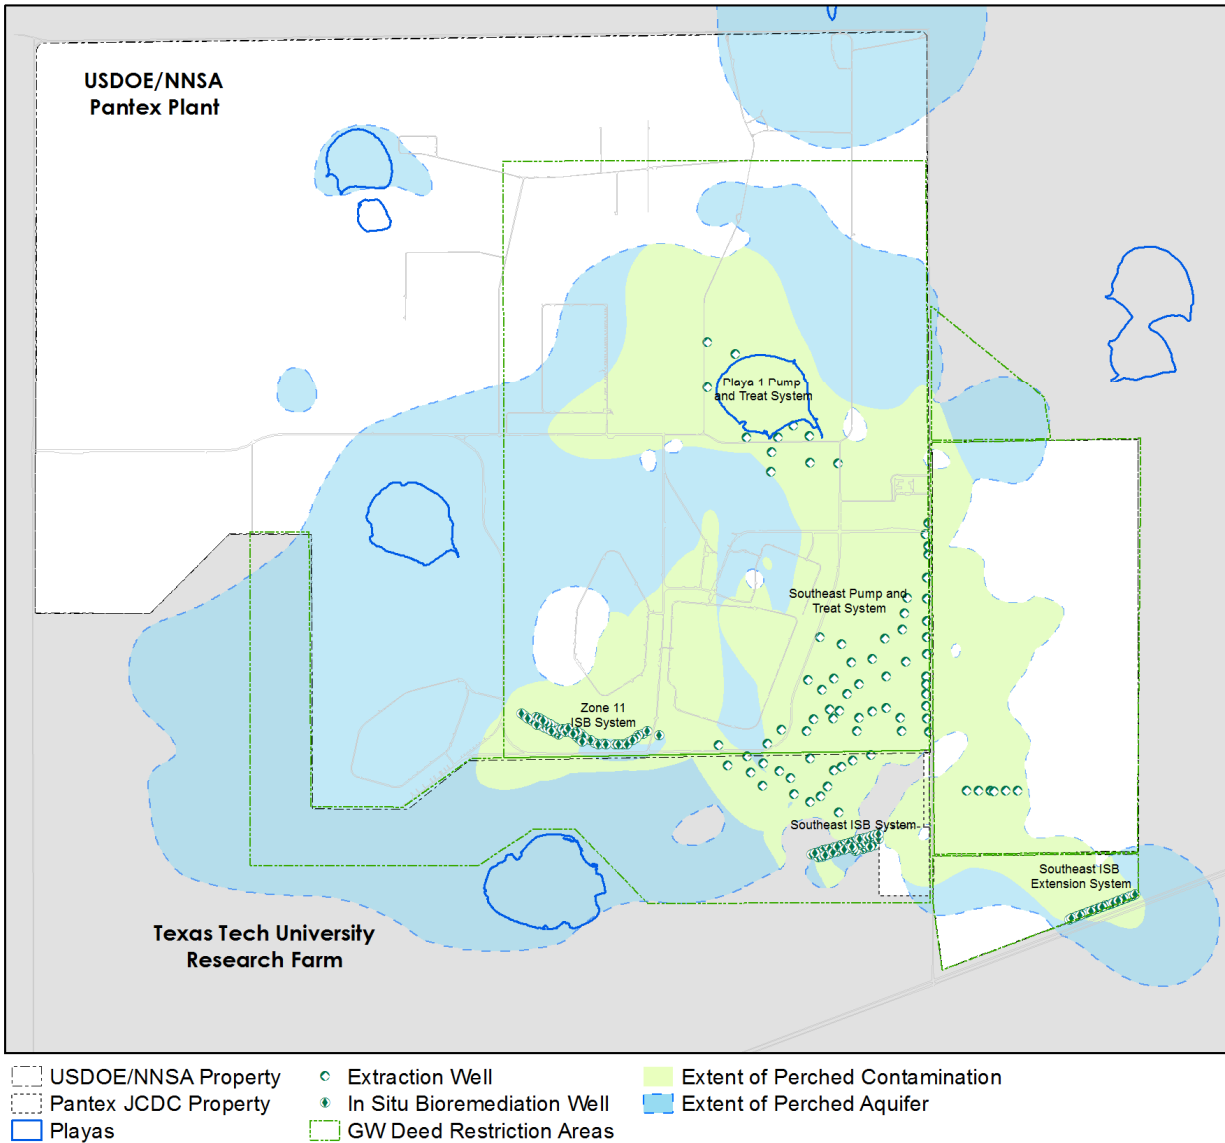 USDOE/NNSA
Pantex Plant
Playa 1 Pump
and Treat System
Southeast Pump and
Treat System
Zone 11
ISB System
Southeast ISB System
Southeast ISB
Extension System
Texas Tech University
Research Farm
USDOE/NNSA Property
Extraction Well
Extent of Perched Contamination
Pantex JCDC Property
In Situ Bioremediation Well
Extent of Perched Aquifer
Playas
GW Deed Restriction Areas